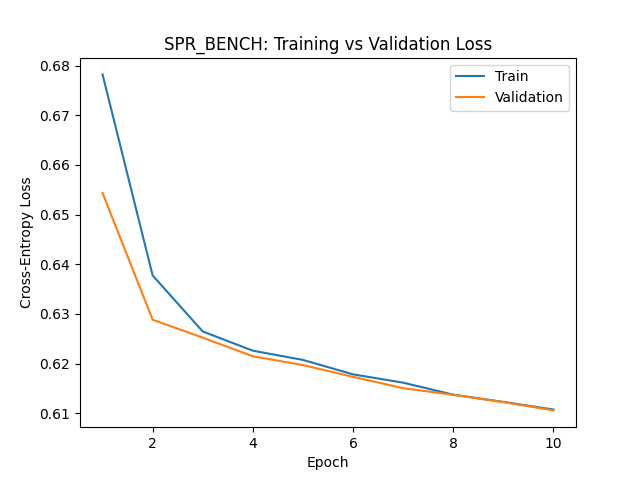 SPR_BENCH: Training vs Validation Loss
Train
Validation
Cross-Entropy Loss
0.68
0.67
0.66
0.65
0.64
0.63
0.62
0.61
2
4
6
8
10
Epoch